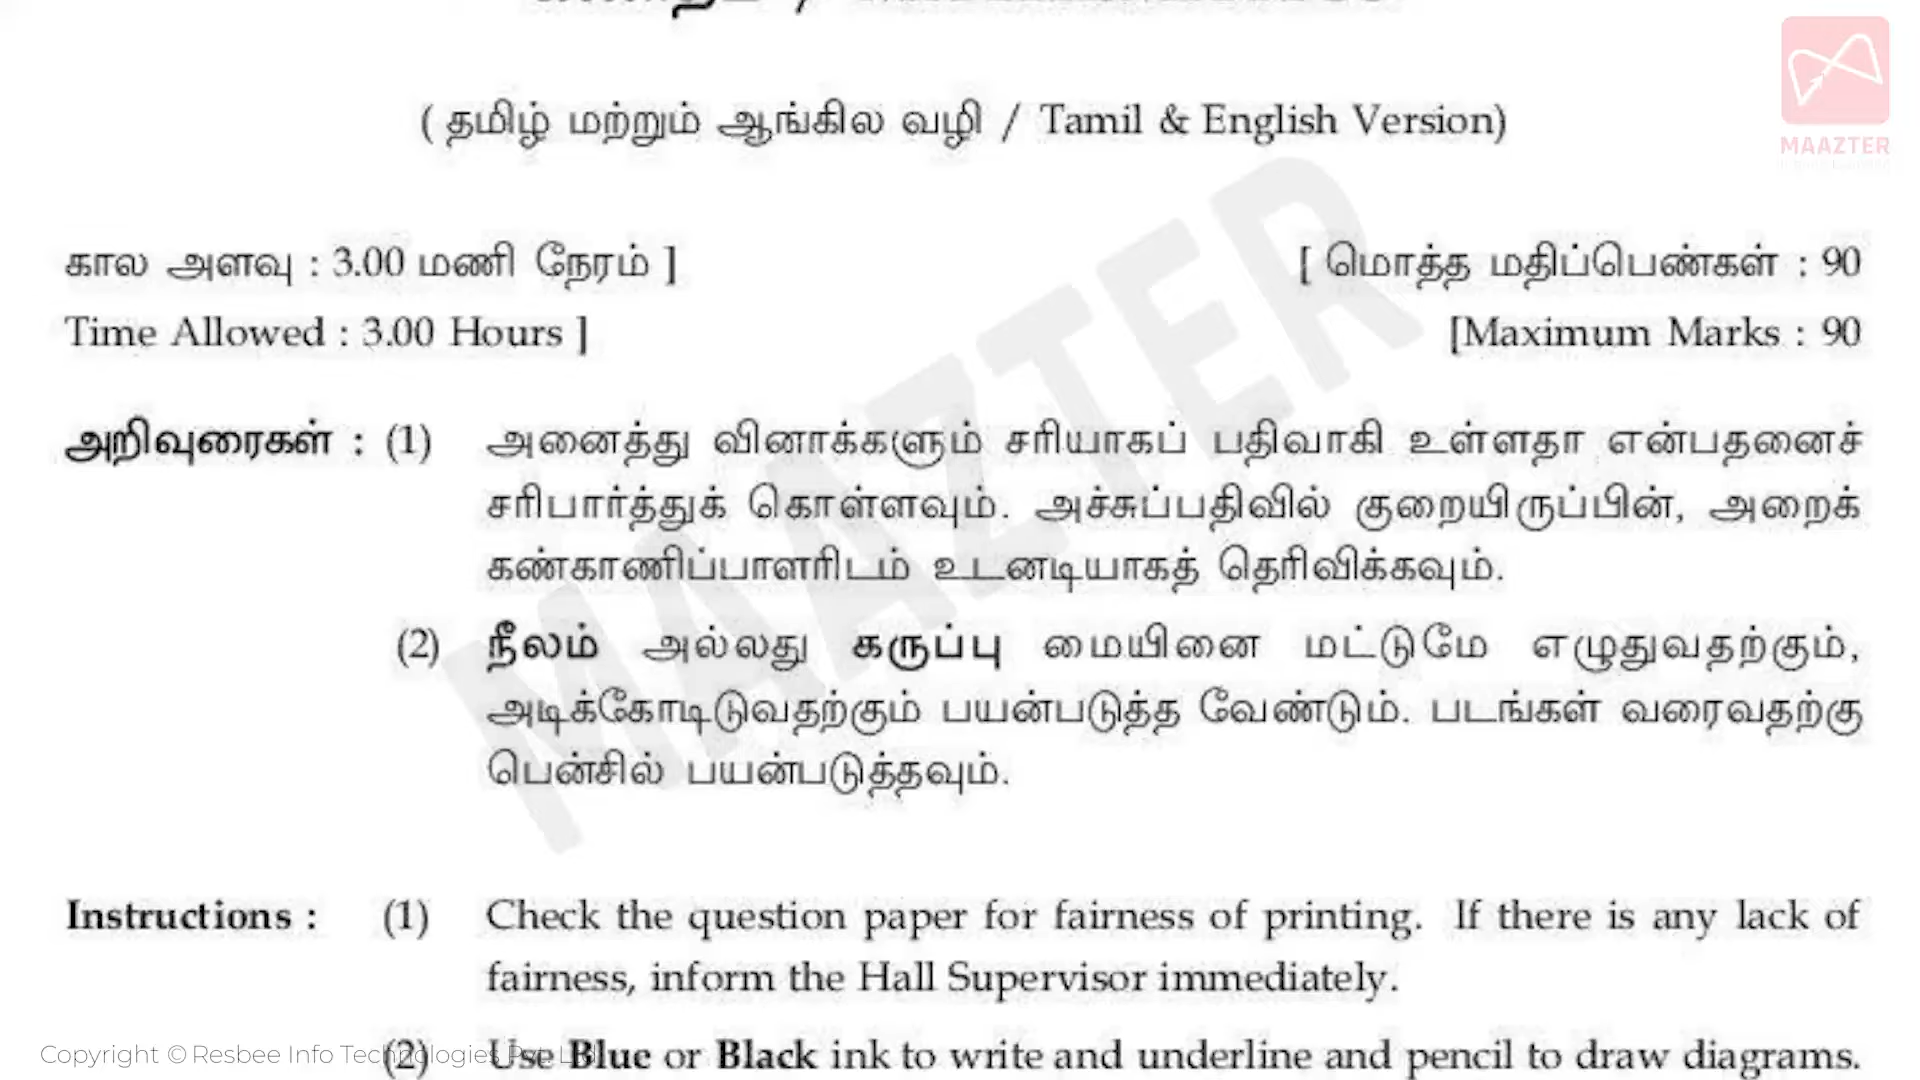 ( தமிழ் மற்றும் ஆங்கில வழி / Tamil & English Version)
MAAZTER
கால அளவு : 3.00 மணி நேரம் ]
[ மொத்த மதிப்பெண்கள் : 90
Time Allowed : 3.00 Hours ]
[Maximum Marks : 90
அறிவுரைகள் : (1) அனைத்து வினாக்களும் சரியாகப் பதிவாகி உள்ளதா என்பதனைச்
சரிபார்த்துக் கொள்ளவும். அச்சுப்பதிவில் குறையிருப்பின், அறைக்
கண்காணிப்பாளரிடம் உடனடியாகத் தெரிவிக்கவும்.
(2) நீலம் அல்லது கருப்பு மையினை மட்டுமே எழுதுவதற்கும்,
அடிக்கோடிடுவதற்கும் பயன்படுத்த வேண்டும். படங்கள் வரைவதற்கு
பென்சில் பயன்படுத்தவும்.
MAAZTER
Instructions : (1) Check the question paper for fairness of printing. If there is any lack of
fairness, inform the Hall Supervisor immediately.
(2) Use Blue or Black ink to write and underline and pencil to draw diagrams.
Copyright © Resbee Info Technologies Pvt. Ltd.